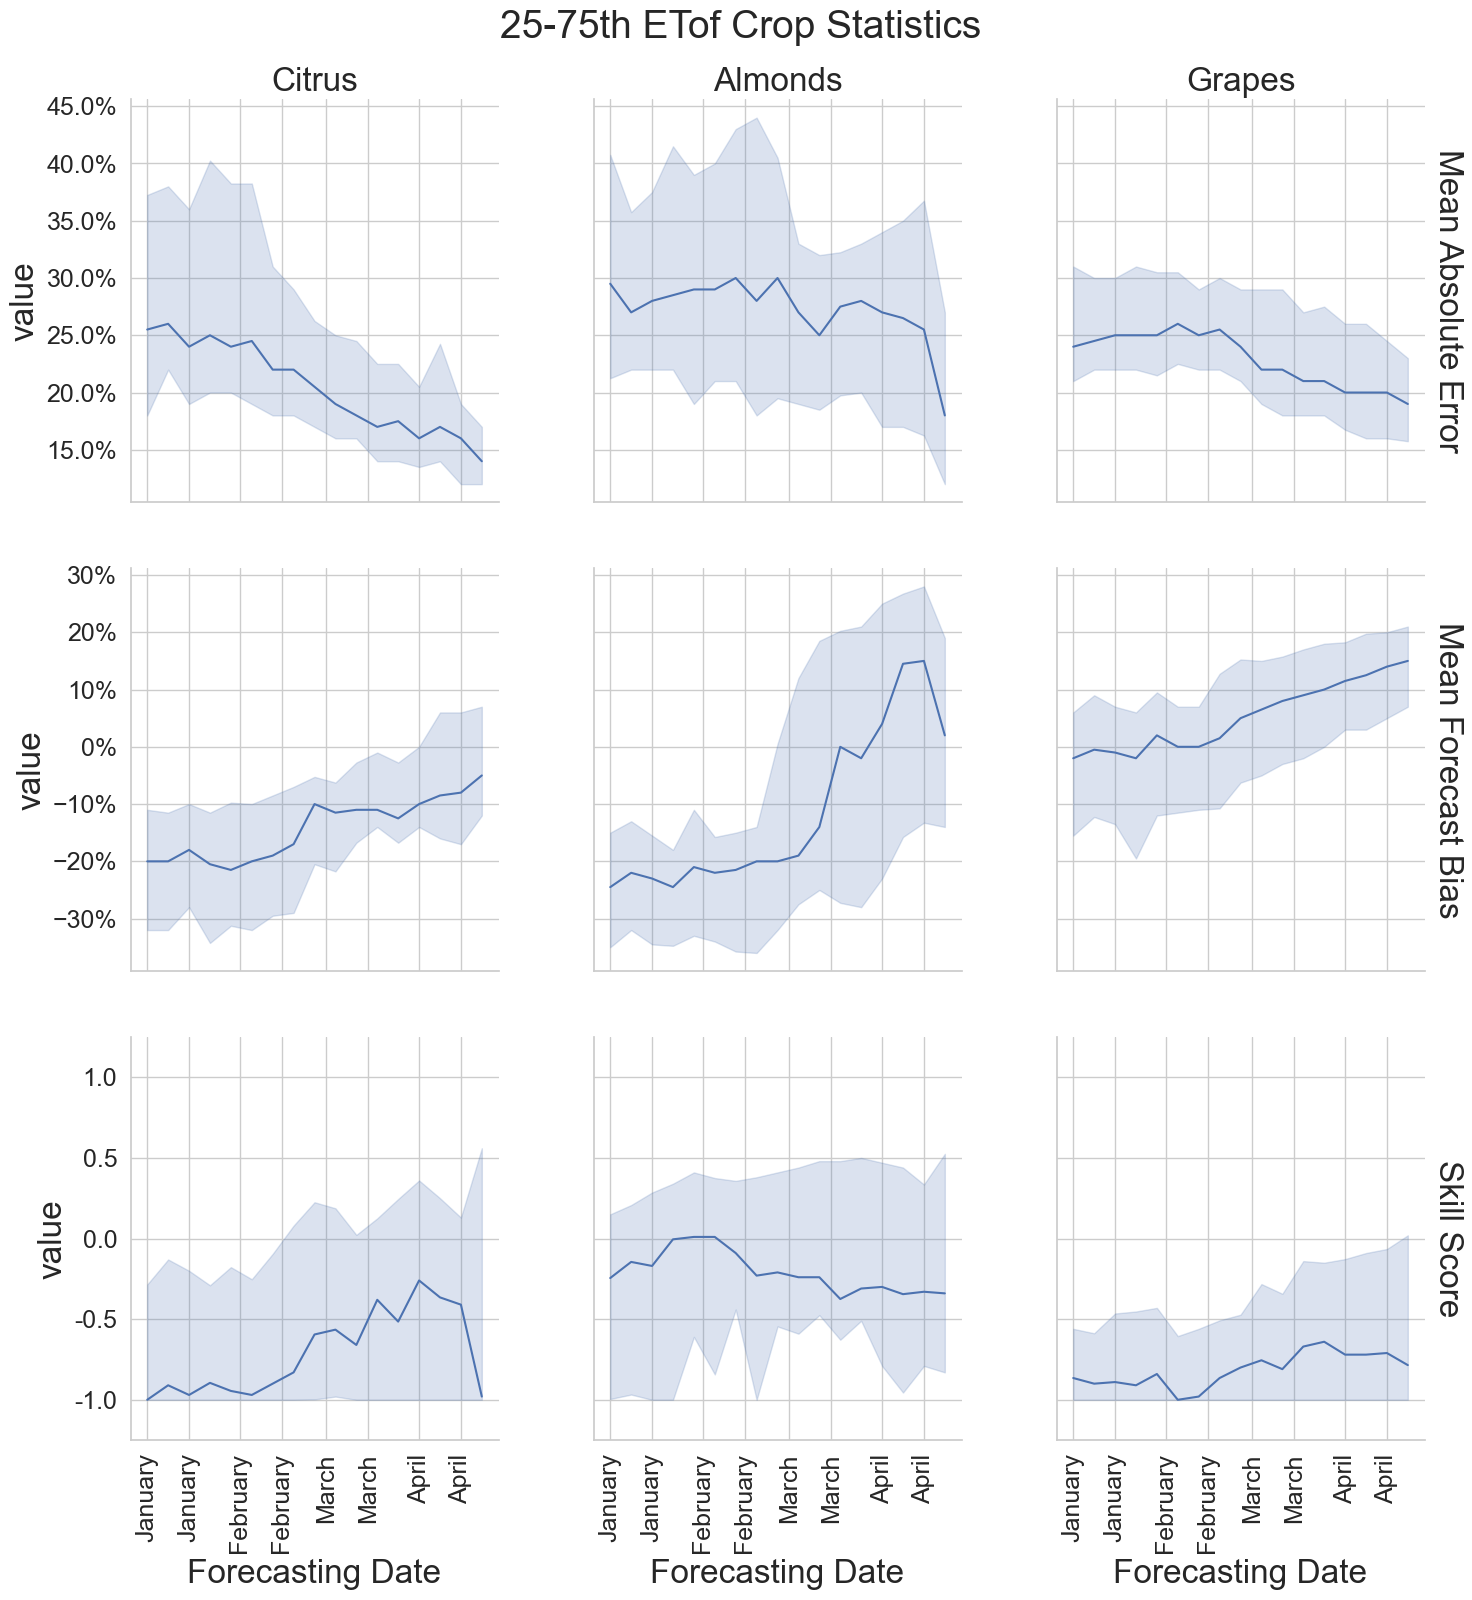 25-75th ETof Crop Statistics
Citrus
Almonds
Grapes
45.0%
40.0%
35.0%
30.0%
25.0%
20.0%
15.0%
value
Mean Absolute Error
30%
20%
10%
0%
−10%
−20%
−30%
value
Mean Forecast Bias
1.0
0.5
0.0
-0.5
-1.0
value
Skill Score
January
January
February
February
March
March
April
April
January
January
February
February
March
March
April
April
January
January
February
February
March
March
April
April
Forecasting Date
Forecasting Date
Forecasting Date